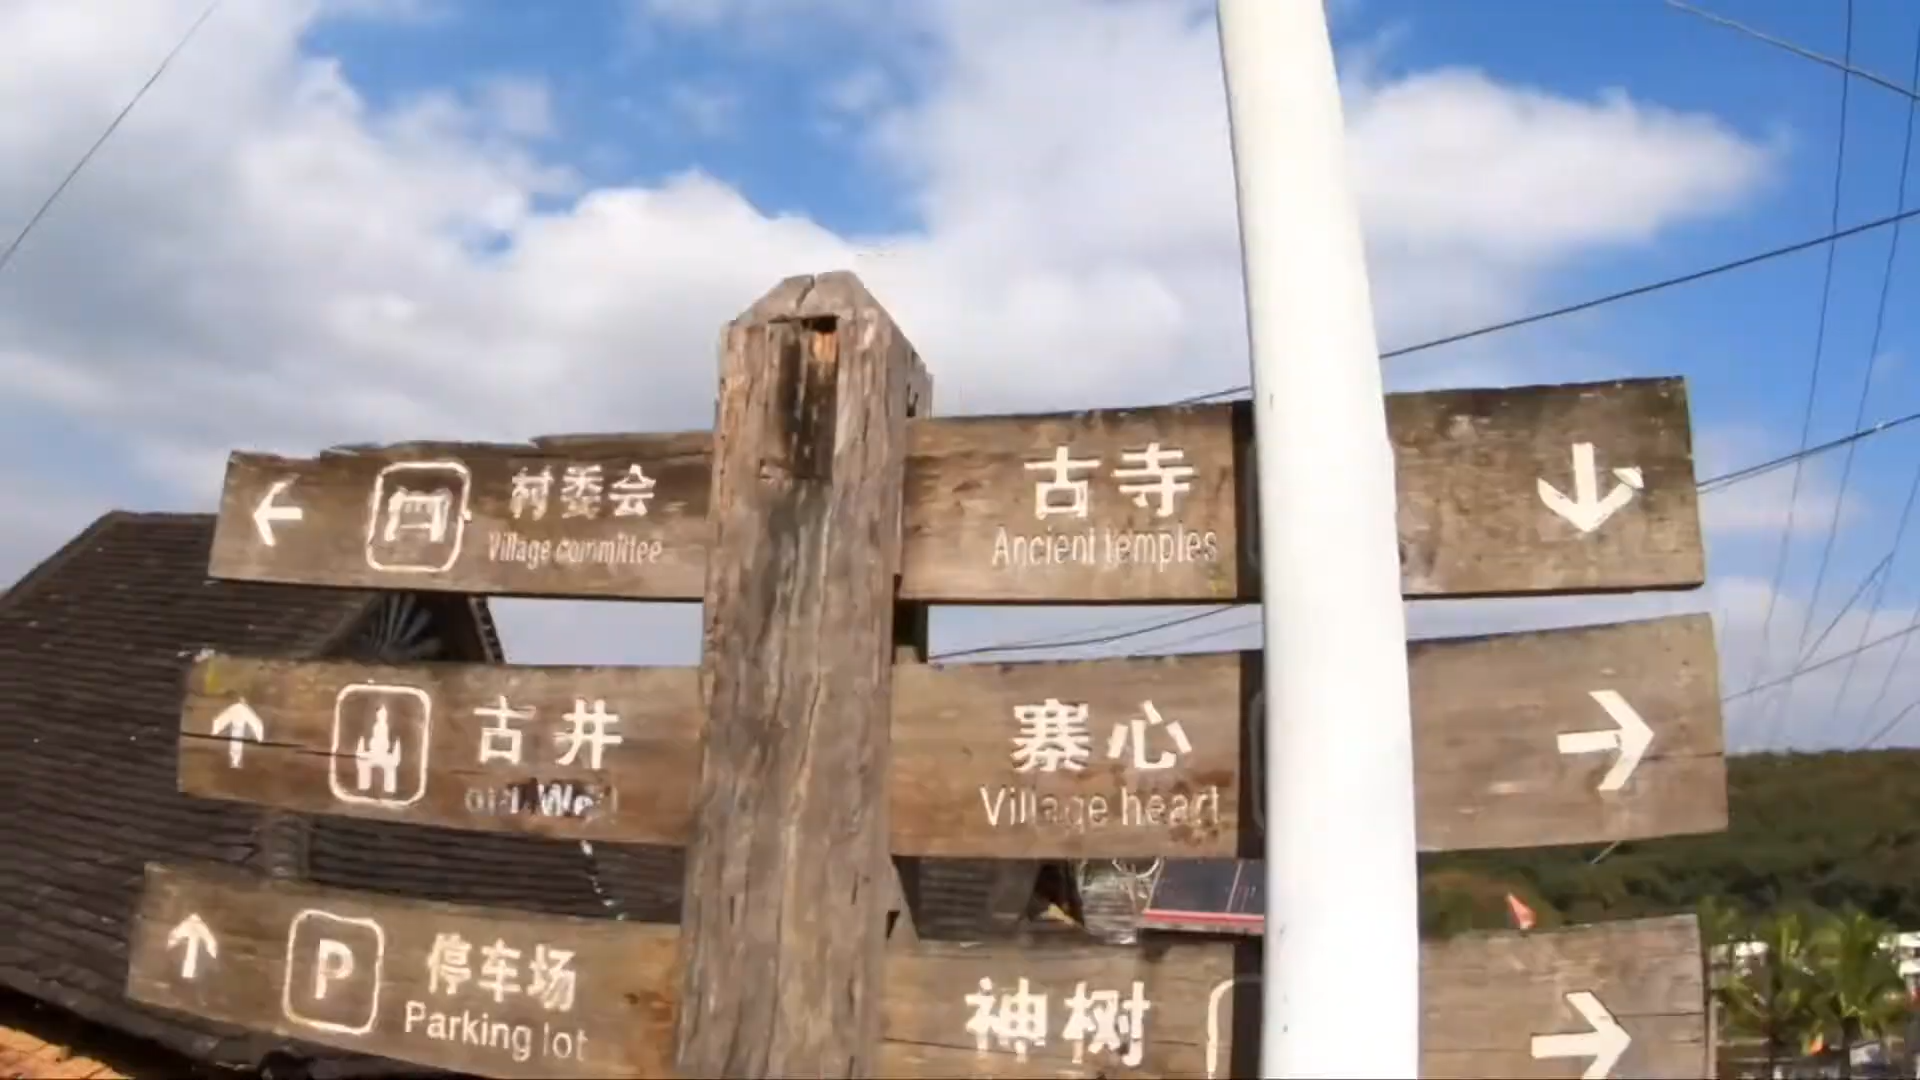 村委会
Village committee
古井
old Well
P
停车场
Parking lot
古寺
Ancient temples
寨心
Village heart
神树